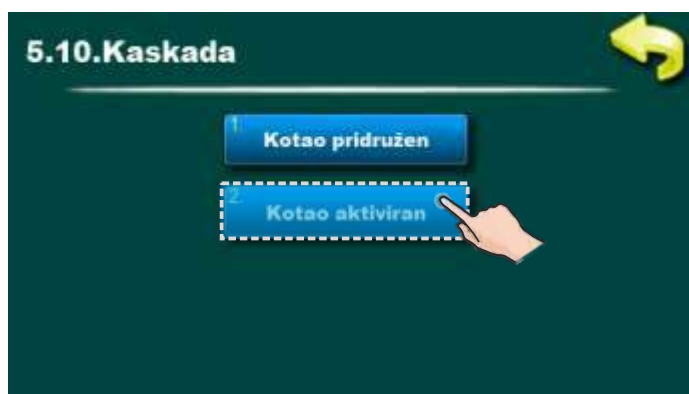 5.10.Kaskada
1.
Kotao pridružen
2.
Kotao aktiviran